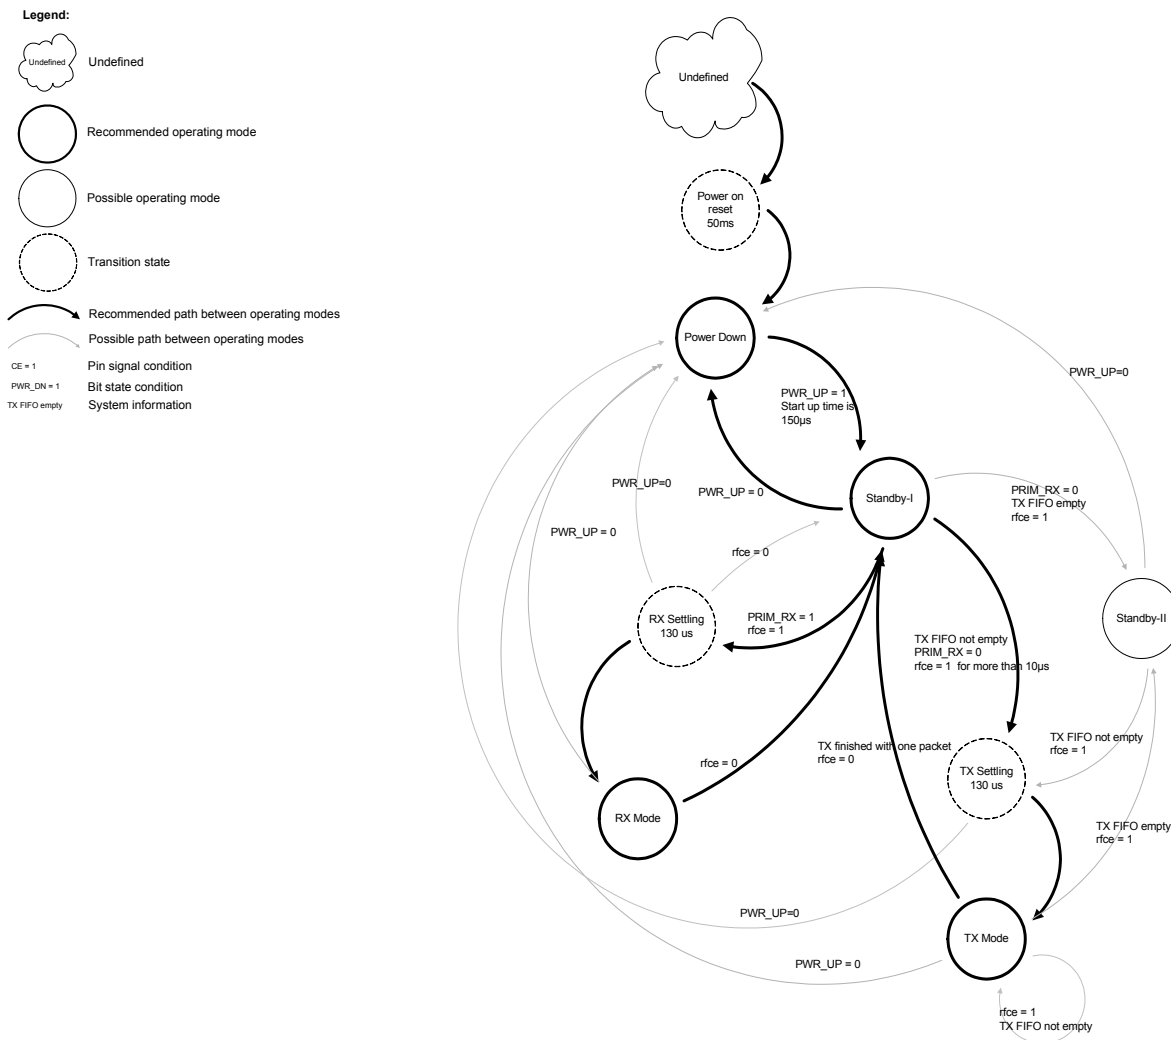 Legend:
Undefined
Undefined
Recommended operating mode
Possible operating mode
Transition state
Recommended path between operating modes
Possible path between operating modes
CE = 1
Pin signal condition
PWR_DN = 1
Bit state condition
TX FIFO empty
System information
Undefined
Power on
reset
50ms
Power Down
PWR_UP=0
PWR_UP = 1
Start up time is
150µs
PWR_UP=0
PWR_UP = 0
Standby-I
PRIM_RX = 0
TX FIFO empty
rfce = 1
PWR_UP = 0
rfce = 0
RX Settling
130 us
PRIM_RX = 1
rfce = 1
Standby-II
TX FIFO not empty
PRIM_RX = 0
rfce = 1  for more than 10µs
TX finished with one packet
rfce = 0
rfce = 0
TX FIFO not empty
rfce = 1
TX Settling
130 us
RX Mode
TX FIFO empty
rfce = 1
PWR_UP=0
TX Mode
PWR_UP = 0
rfce = 1
TX FIFO not empty